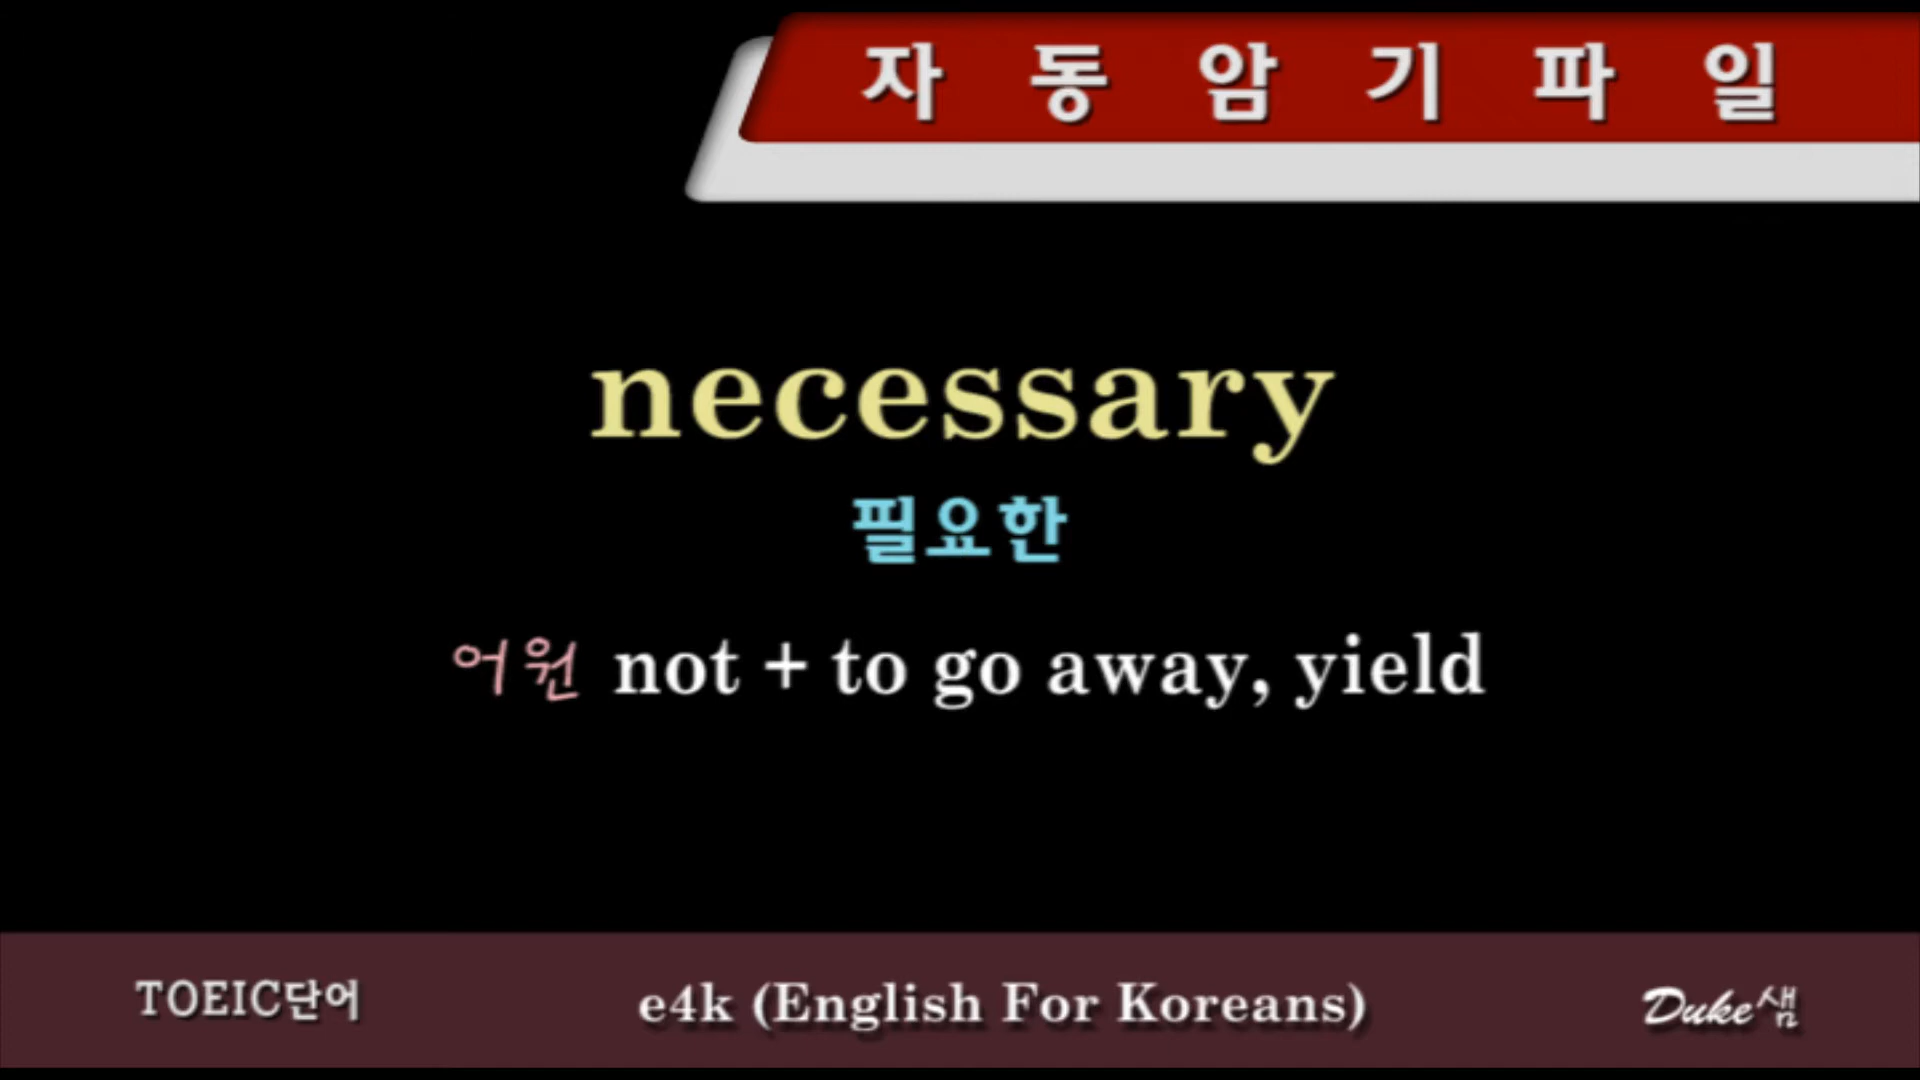 자 동 암 기 파 일
necessary
필요한
어원 not + to go away, yield
TOEIC단어 e4k (English For Koreans) Duke샘